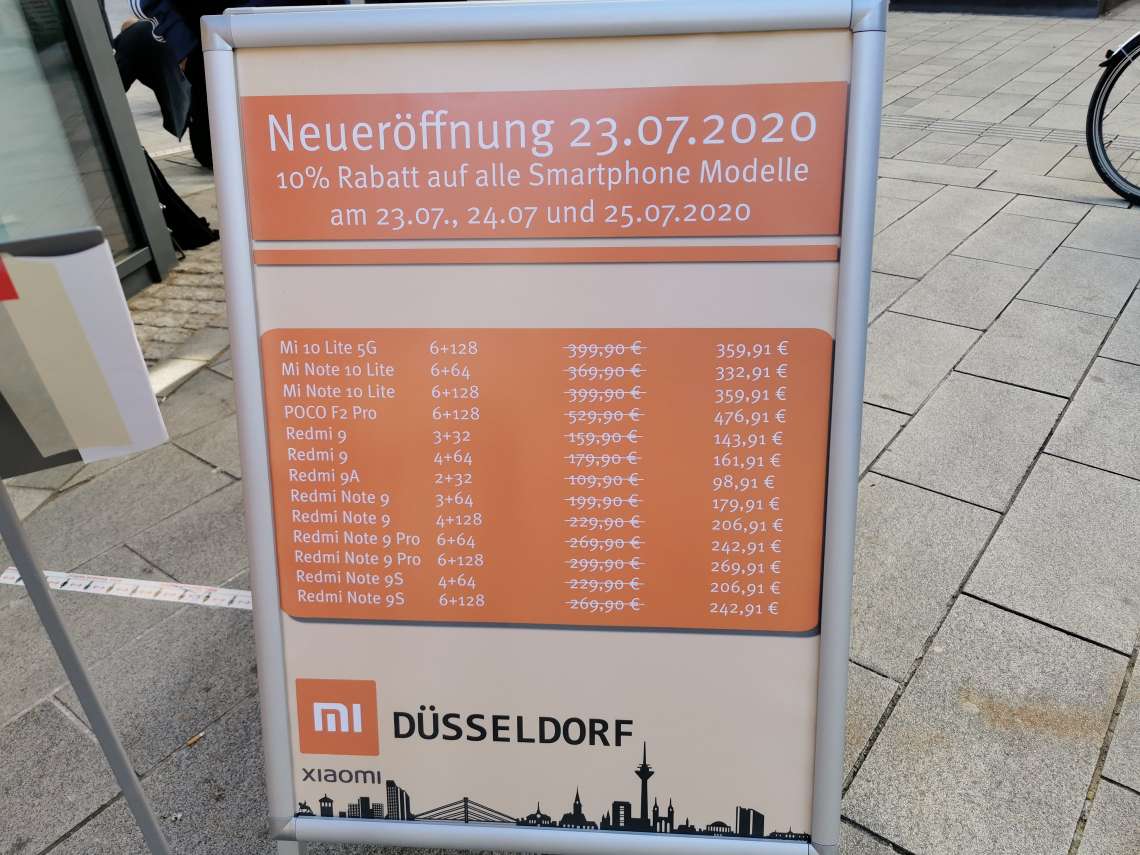 Neueröffnung 23.07.2020
10% Rabatt auf alle Smartphone Modelle
am 23.07., 24.07 und 25.07.2020
Mi 10 Lite 5G 6+128 399,90 € 359,91 €
Mi Note 10 Lite 6+64 369,90 € 332,91 €
Mi Note 10 Lite 6+128 399,90 € 359,91 €
POCO F2 Pro 6+128 529,90 € 476,91 €
Redmi 9 3+32 159,90 € 143,91 €
Redmi 9 4+64 179,90 € 161,91 €
Redmi 9A 2+32 109,90 € 98,91 €
Redmi Note 9 3+64 199,90 € 179,91 €
Redmi Note 9 4+128 229,90 € 206,91 €
Redmi Note 9 Pro 6+64 269,90 € 242,91 €
Redmi Note 9 Pro 6+128 299,90 € 269,91 €
Redmi Note 9S 4+64 229,90 € 206,91 €
Redmi Note 9S 6+128 269,90 € 242,91 €
mi DÜSSELDORF
xiaomi